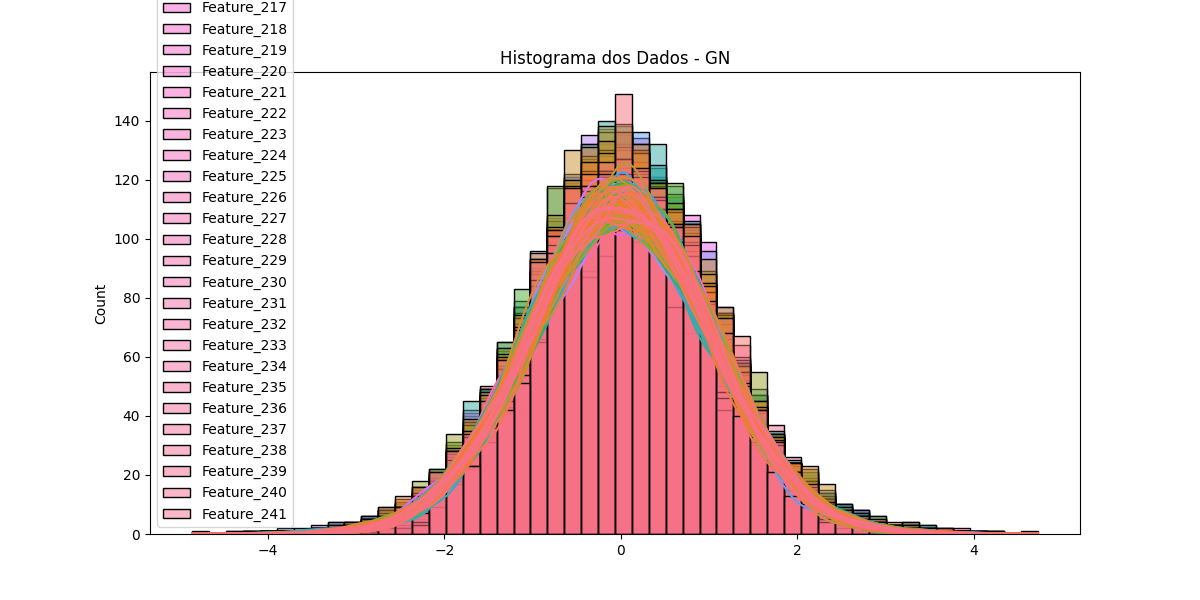 Feature_217
Feature_218
Feature_219
Feature_220
Feature_221
Feature_222
Feature_223
Feature_224
Feature_225
Feature_226
Feature_227
Feature_228
Feature_229
Feature_230
Feature_231
Feature_232
Feature_233
Feature_234
Feature_235
Feature_236
Feature_237
Feature_238
Feature_239
Feature_240
Feature_241
Histograma dos Dados - GN
Count
140
120
100
80
60
40
20
0
−4
−2
0
2
4